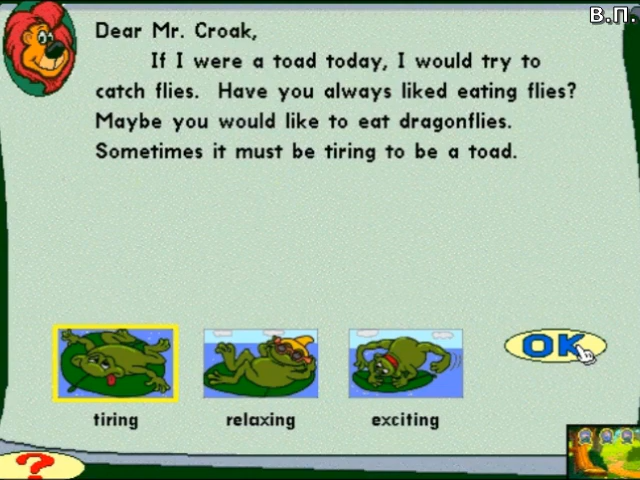 В.П.
Dear Mr. Croak,
If I were a toad today, I would try to
catch flies. Have you always liked eating flies?
Maybe you would like to eat dragonflies.
Sometimes it must be tiring to be a toad.
OK
tiring relaxing exciting
?